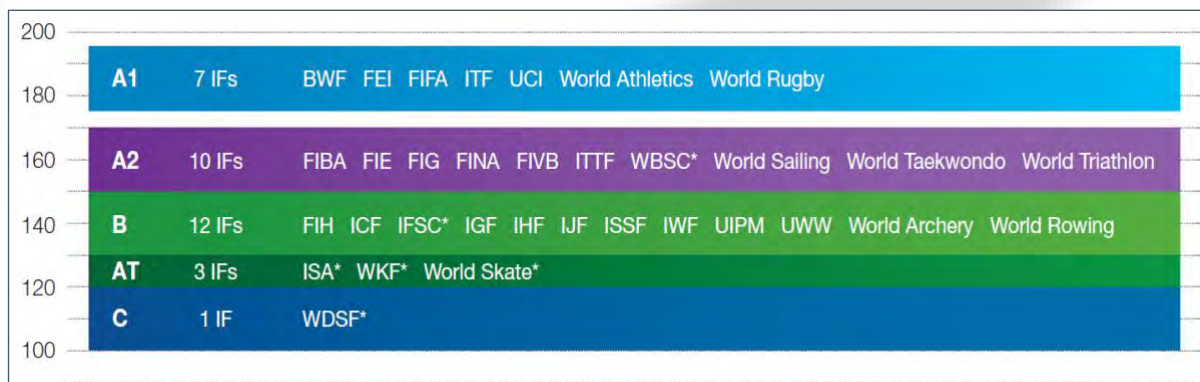 200
A1 7 IFs BWF FEI FIFA ITF UCI World Athletics World Rugby
180
160
A2 10 IFs FIBA FIE FIG FINA FIVB ITTF WBSC* World Sailing World Taekwondo World Triathlon
140
B 12 IFs FIH ICF IFSC* IGF IHF IJF ISSF IWF UIPM UWW World Archery World Rowing
AT 3 IFs ISA* WKF* World Skate*
120
C 1 IF WDSF*
100